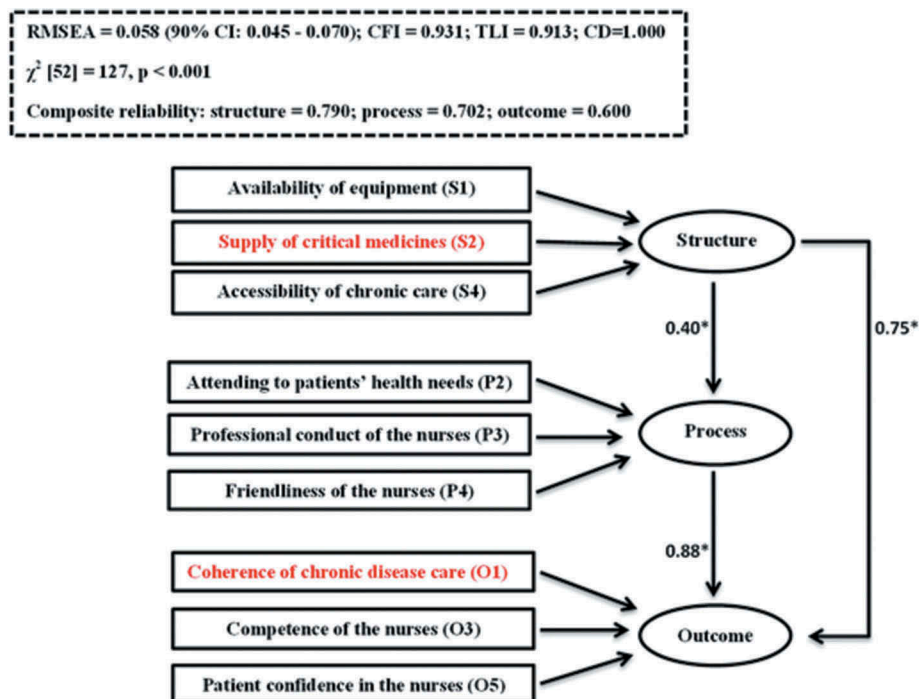 RMSEA = 0.058 (90% CI: 0.045 - 0.070); CFI = 0.931; TLI = 0.913; CD=1.000
χ² [52] = 127, p < 0.001
Composite reliability: structure = 0.790; process = 0.702; outcome = 0.600
Availability of equipment (S1)
Supply of critical medicines (S2)
Structure
Accessibility of chronic care (S4)
0.40*
0.75*
Attending to patients’ health needs (P2)
Professional conduct of the nurses (P3)
Process
Friendliness of the nurses (P4)
0.88*
Coherence of chronic disease care (O1)
Competence of the nurses (O3)
Outcome
Patient confidence in the nurses (O5)